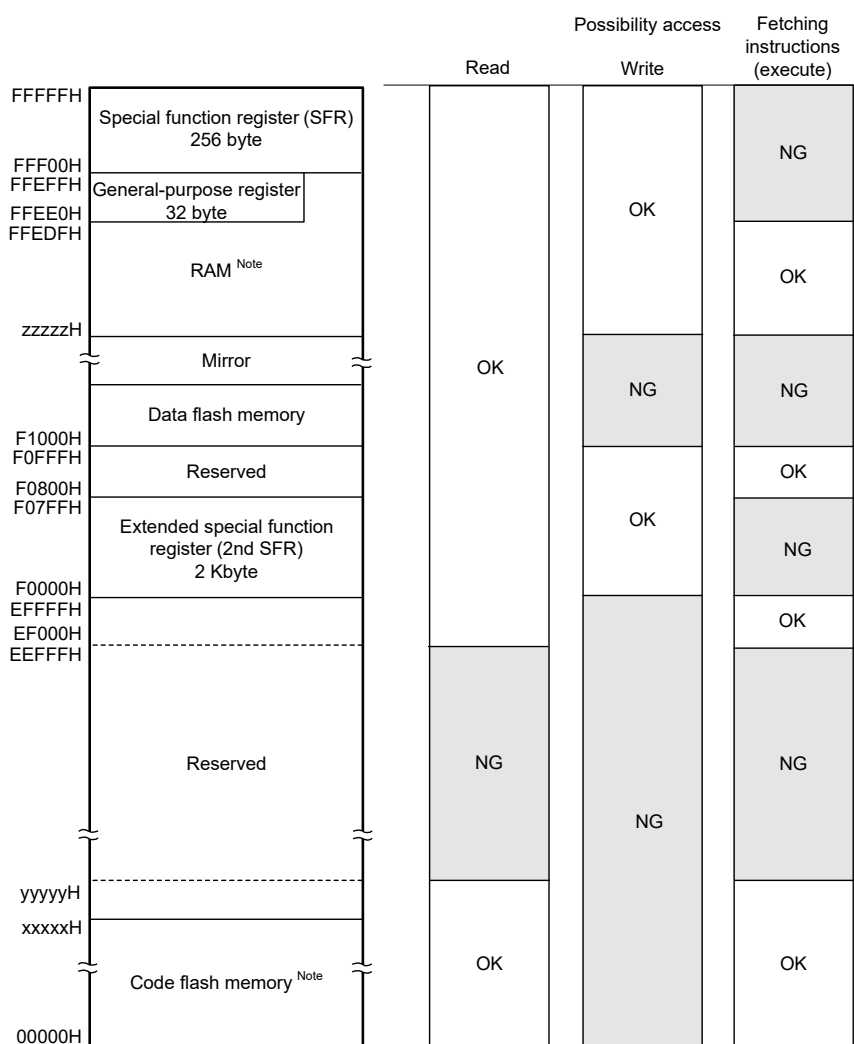 Possibility access
Fetching
instructions
(execute)
Read
Write
FFFFFH
Special function register (SFR)
256 byte
NG
FFF00H
FFEFFH
General-purpose register
32 byte
OK
FFEE0H
FFEDFH
RAM Note
OK
zzzzzH
Mirror
OK
NG
NG
Data flash memory
F1000H
F0FFFH
Reserved
OK
F0800H
F07FFH
Extended special function
register (2nd SFR)
2 Kbyte
OK
NG
F0000H
EFFFFH
OK
EF000H
EEFFFH
Reserved
NG
NG
NG
yyyyyH
xxxxxH
Code flash memory Note
OK
OK
00000H